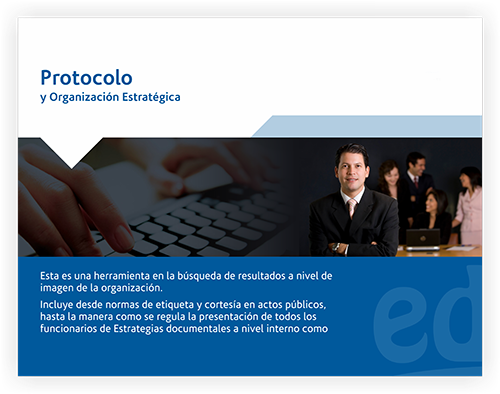 Protocolo
y Organización Estratégica
Esta es una herramienta en la búsqueda de resultados a nivel de
imagen de la organización.
Incluye desde normas de etiqueta y cortesía en actos públicos,
hasta la manera como se regula la presentación de todos los
funcionarios de Estrategias documentales a nivel interno como
ed